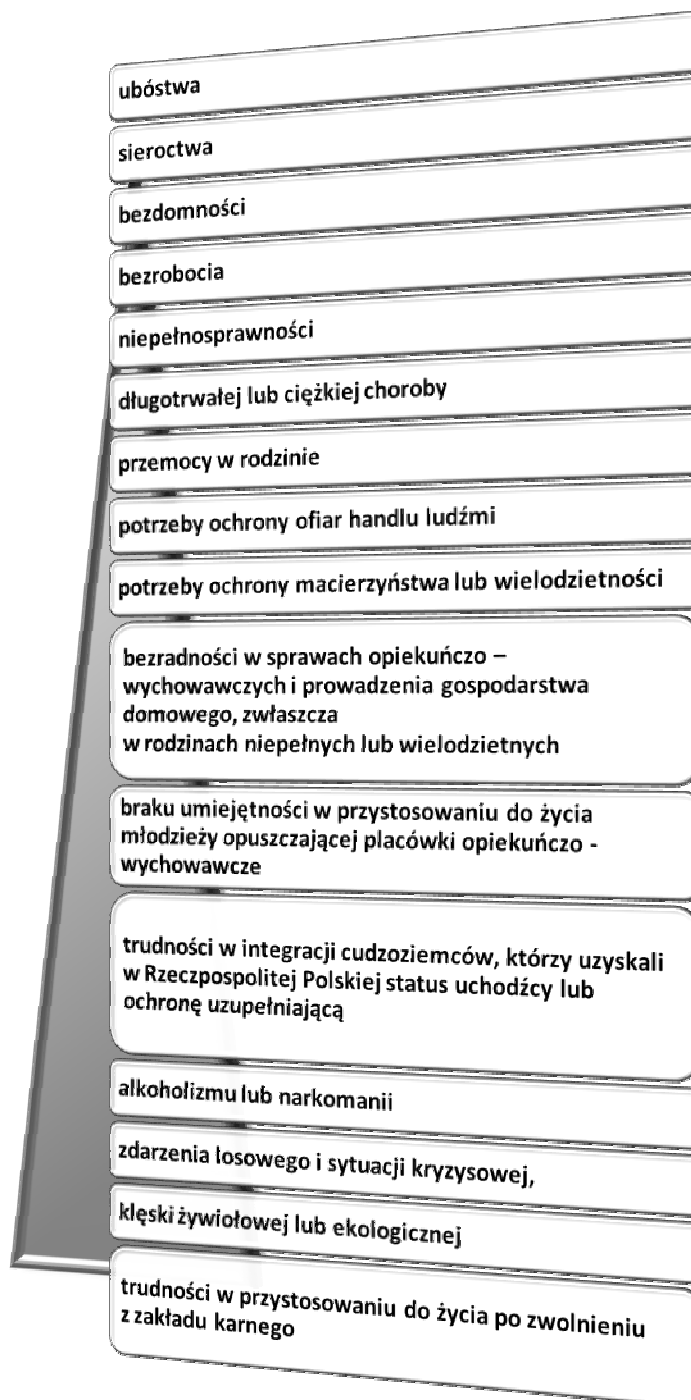 ubóstwa
sieroctwa
bezdomności
bezrobocia
niepełnosprawności
długotrwałej lub ciężkiej choroby
przemocy w rodzinie
potrzeby ochrony ofiar handlu ludźmi
potrzeby ochrony macierzyństwa lub wielodzietności
bezradności w sprawach opiekuńczo –
wychowawczych i prowadzenia gospodarstwa
domowego, zwłaszcza
w rodzinach niepełnych lub wielodzietnych
braku umiejętności w przystosowaniu do życia
młodzieży opuszczającej placówki opiekuńczo -
wychowawcze
trudności w integracji cudzoziemców, którzy uzyskali
w Rzeczpospolitej Polskiej status uchodźcy lub
ochronę uzupełniającą
alkoholizmu lub narkomanii
zdarzenia losowego i sytuacji kryzysowej,
klęski żywiołowej lub ekologicznej
trudności w przystosowaniu do życia po zwolnieniu
z zakładu karnego